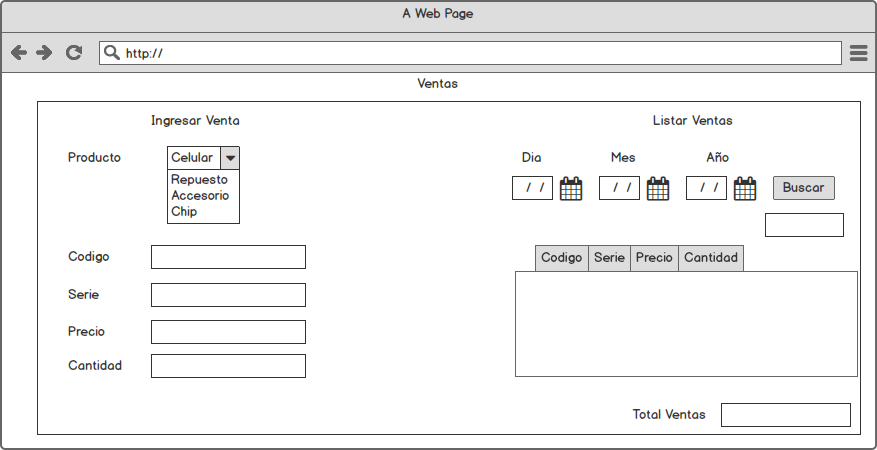 A Web Page
http://
Ventas
Ingresar Venta
Producto
Celular
Repuesto
Accesorio
Chip
Codigo
Serie
Precio
Cantidad
Listar Ventas
Dia Mes Año
/ / / / / / Buscar
Codigo Serie Precio Cantidad
Total Ventas